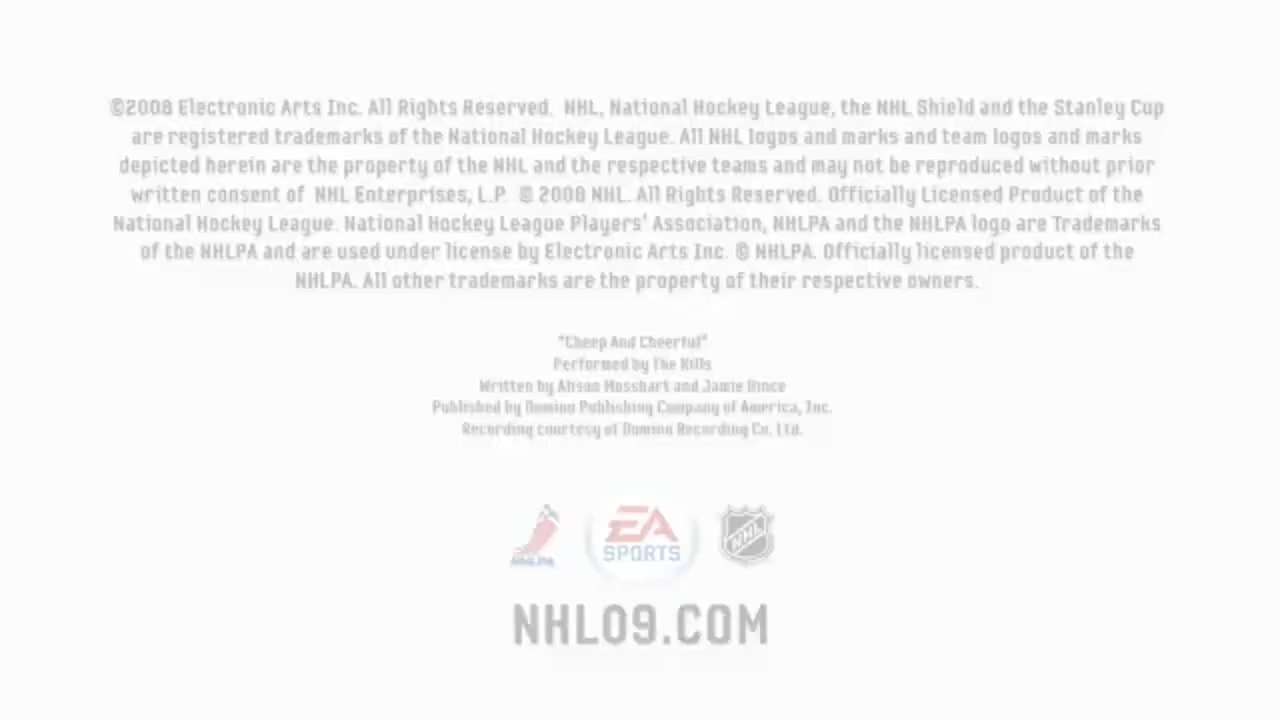 ©2008 Electronic Arts Inc. All Rights Reserved. NHL, National Hockey League, the NHL Shield and the Stanley Cup
are registered trademarks of the National Hockey League. All NHL logos and marks and team logos and marks
depicted herein are the property of the NHL and the respective teams and may not be reproduced without prior
written consent of NHL Enterprises, L.P. © 2008 NHL. All Rights Reserved. Officially Licensed Product of the
National Hockey League. National Hockey League Players' Association, NHLPA and the NHLPA logo are Trademarks
of the NHLPA and are used under license by Electronic Arts Inc. © NHLPA. Officially licensed product of the
NHLPA. All other trademarks are the property of their respective owners.
"Cheep And Cheerful"
Performed by The Kills
Written by Alison Mosshart and Jamie Hince
Published by Domino Publishing Company of America, Inc.
Recording courtesy of Domino Recording Co. Ltd.
NHLPA
EA
SPORTS
NHL
NHL09.COM